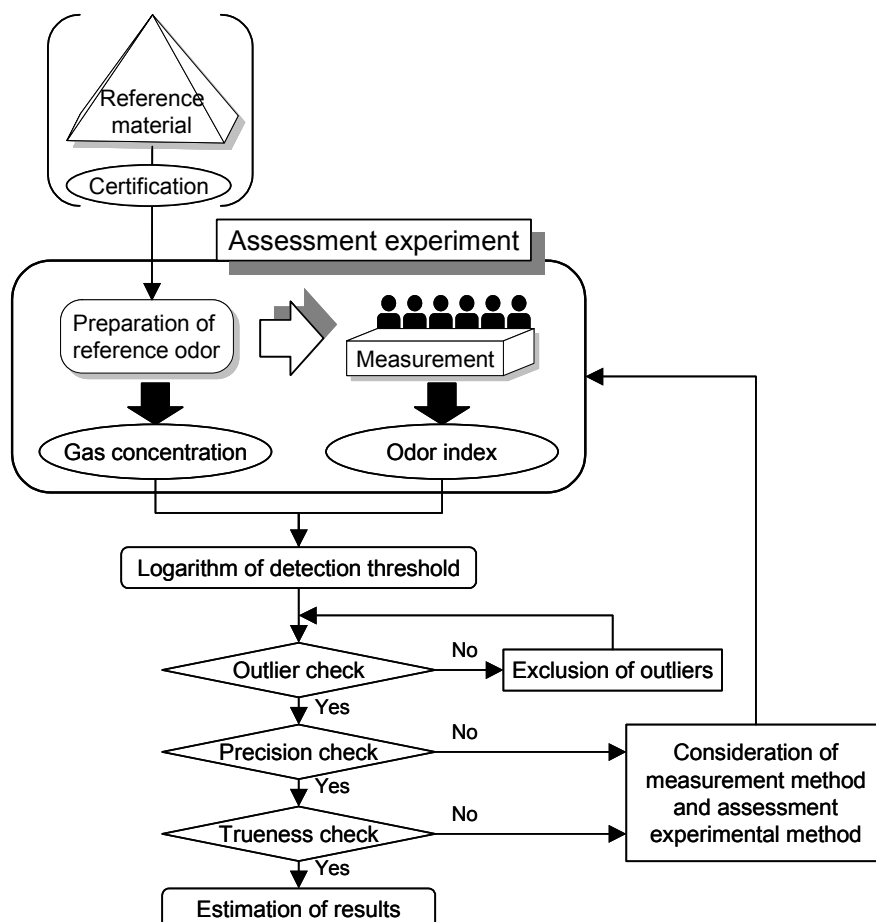 Reference
material
Certification
Assessment experiment
Preparation of
reference odor
Measurement
Gas concentration
Odor index
Logarithm of detection threshold
Outlier check
No
Exclusion of outliers
Yes
Precision check
No
Consideration of
measurement method
and assessment
experimental method
Yes
Trueness check
No
Yes
Estimation of results